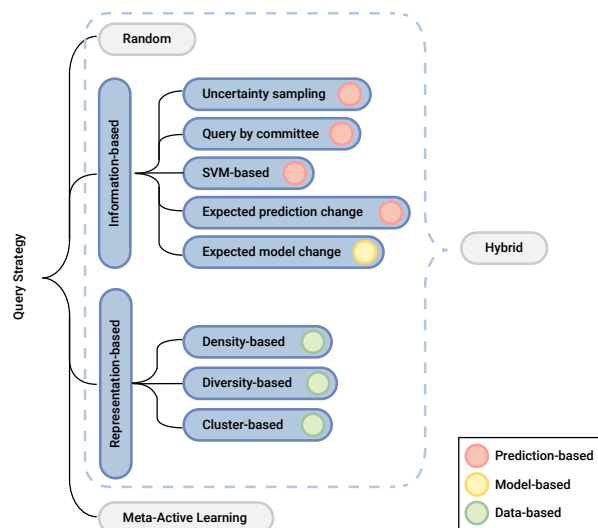 Random
Uncertainty sampling
Query by committee
SVM-based
Expected prediction change
Expected model change
Information-based
Hybrid
Query Strategy
Density-based
Diversity-based
Cluster-based
Representation-based
Meta-Active Learning
Prediction-based
Model-based
Data-based